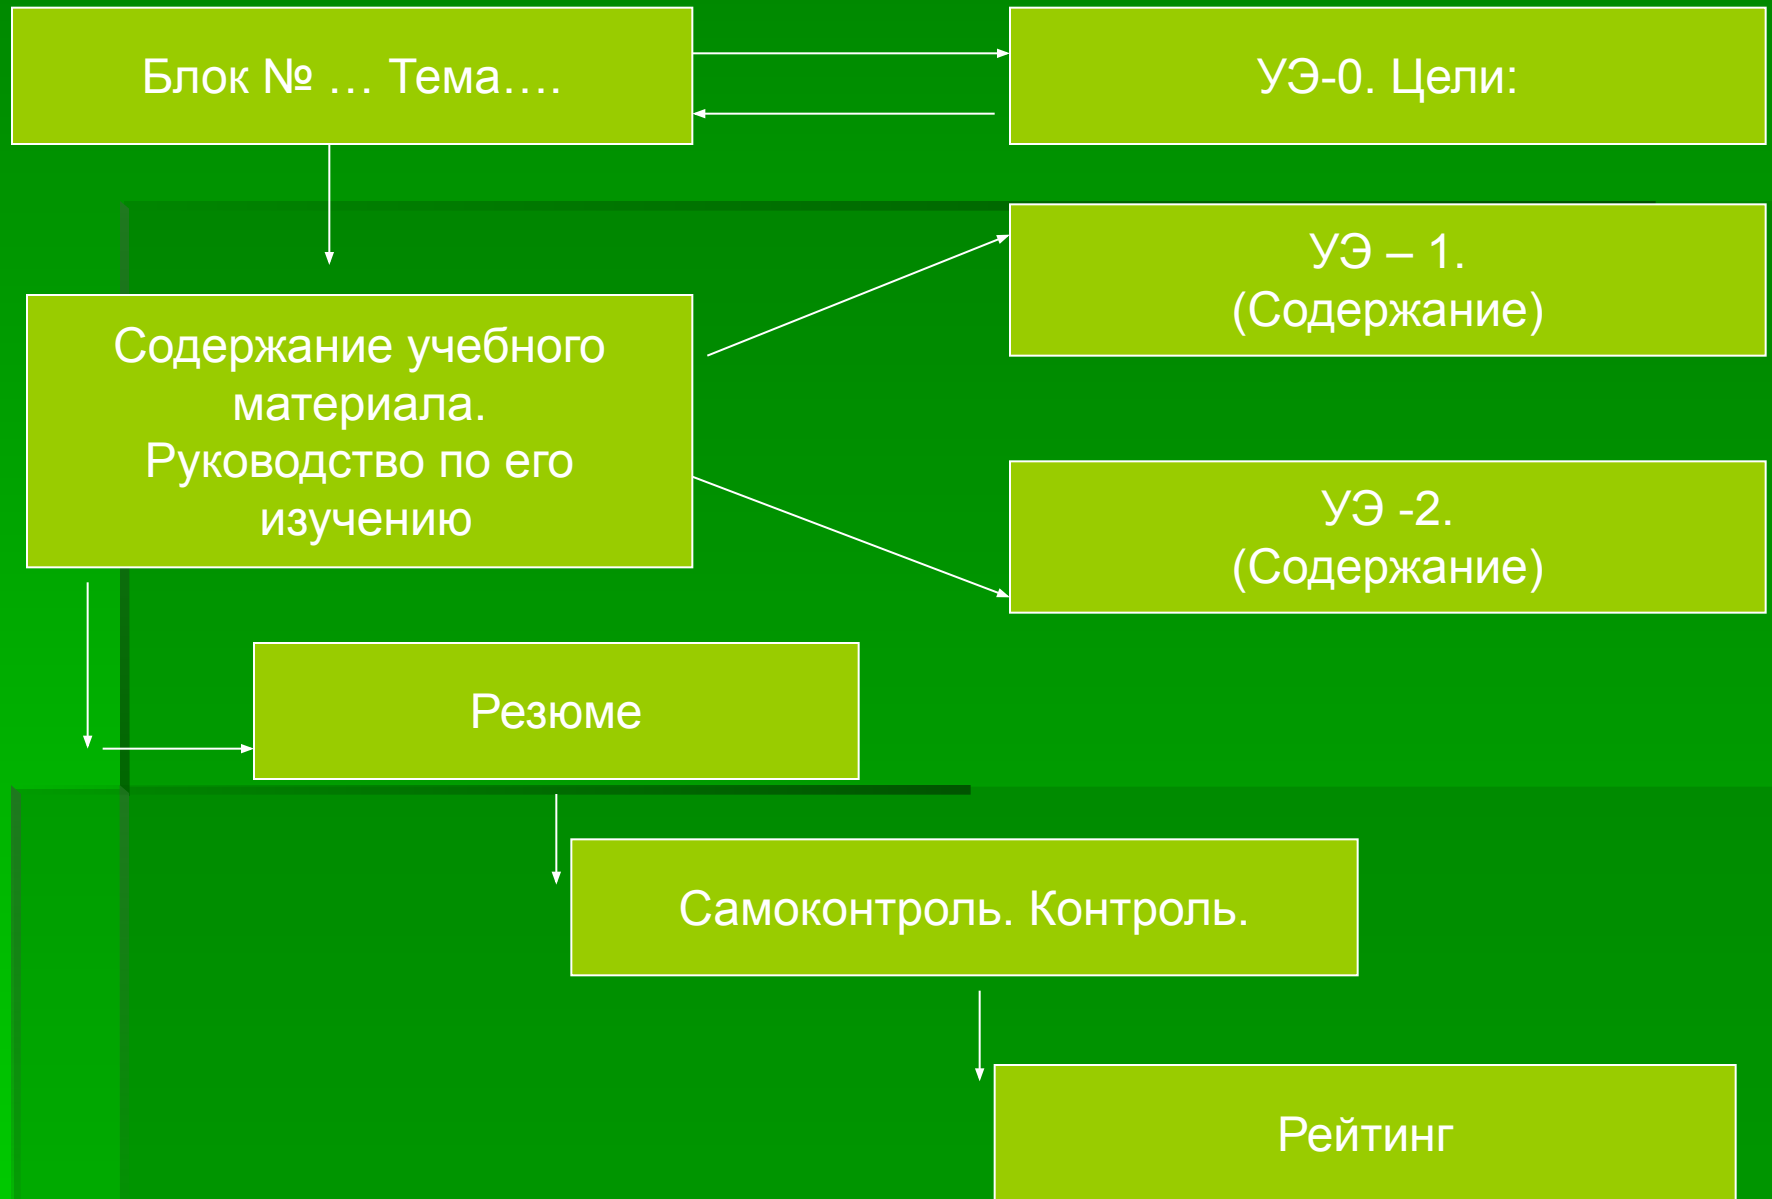 Блок № … Тема….
УЭ-0. Цели:
УЭ – 1.
(Содержание)
Содержание учебного
материала.
Руководство по его
изучению
УЭ -2.
(Содержание)
Резюме
Самоконтроль. Контроль.
Рейтинг